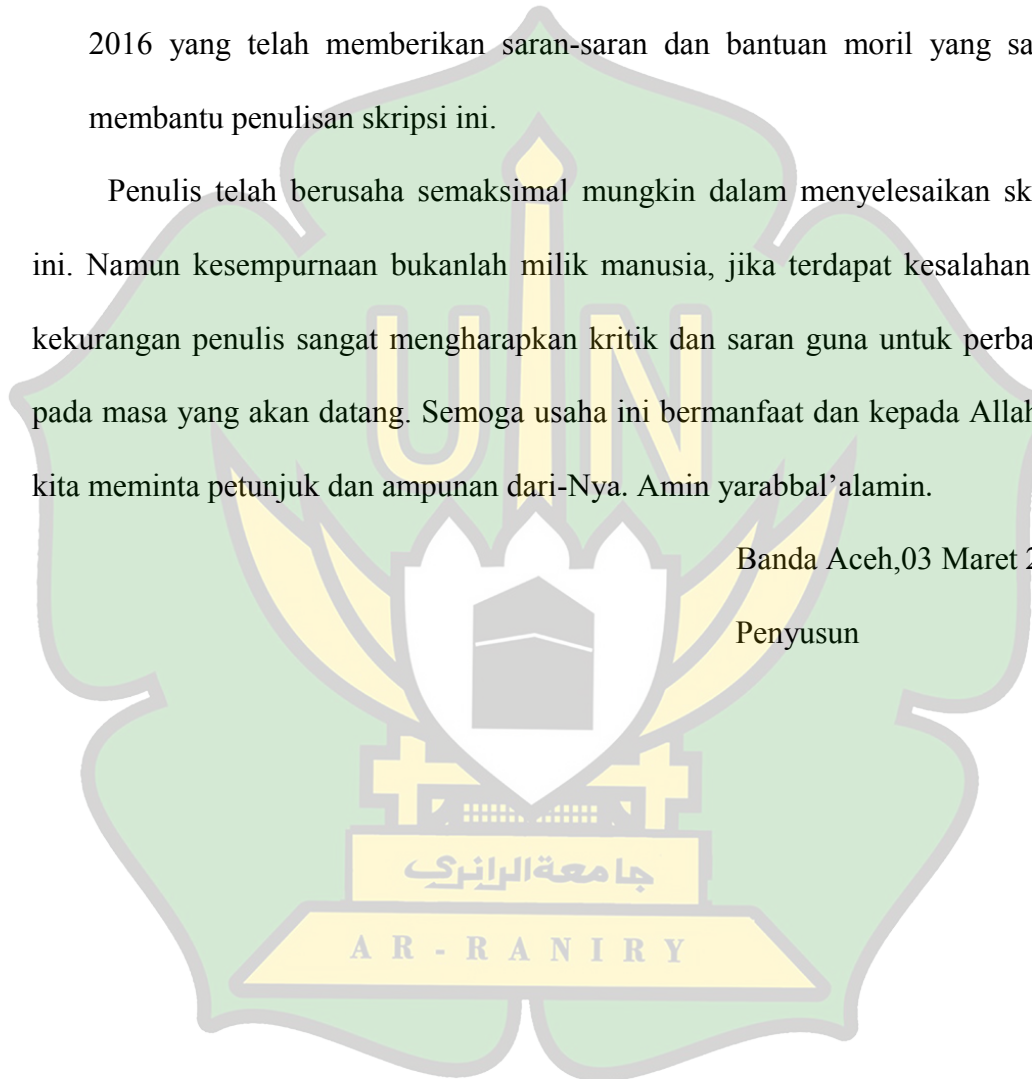 2016 yang telah memberikan saran-saran dan bantuan moril yang sa
membantu penulisan skripsi ini.
Penulis telah berusaha semaksimal mungkin dalam menyelesaikan sk
ini. Namun kesempurnaan bukanlah milik manusia, jika terdapat kesalahan
kekurangan penulis sangat mengharapkan kritik dan saran guna untuk perba
pada masa yang akan datang. Semoga usaha ini bermanfaat dan kepada Allah
kita meminta petunjuk dan ampunan dari-Nya. Amin yarabbal’alamin.
Banda Aceh,03 Maret 2
Penyusun
UIN
جامعةالرانري
AR-RANIRY